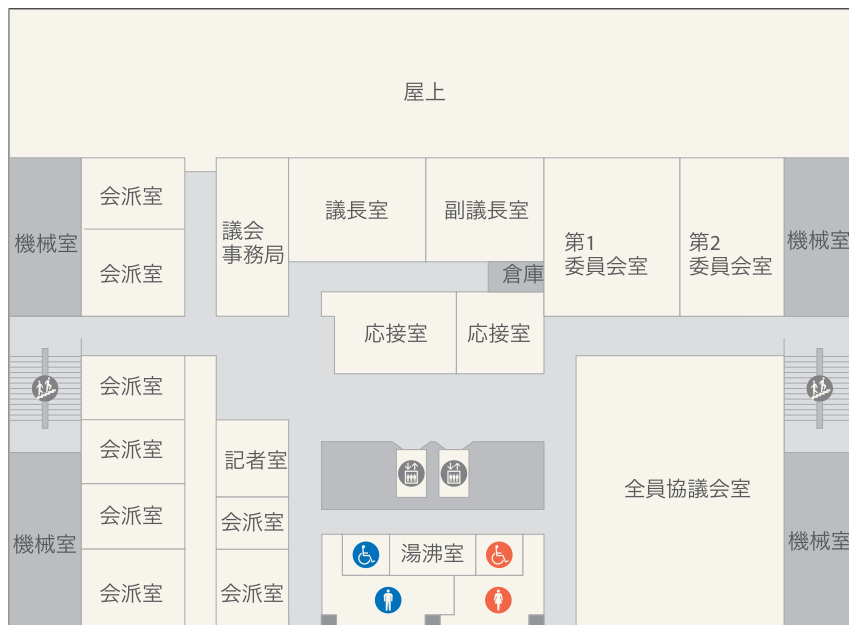 屋上
機械室
会派室
会派室
議会
事務局
議長室
副議長室
倉庫
第1
委員会室
第2
委員会室
機械室
応接室
応接室
会派室
会派室
会派室
会派室
機械室
記者室
会派室
会派室
湯沸室
全員協議会室
機械室